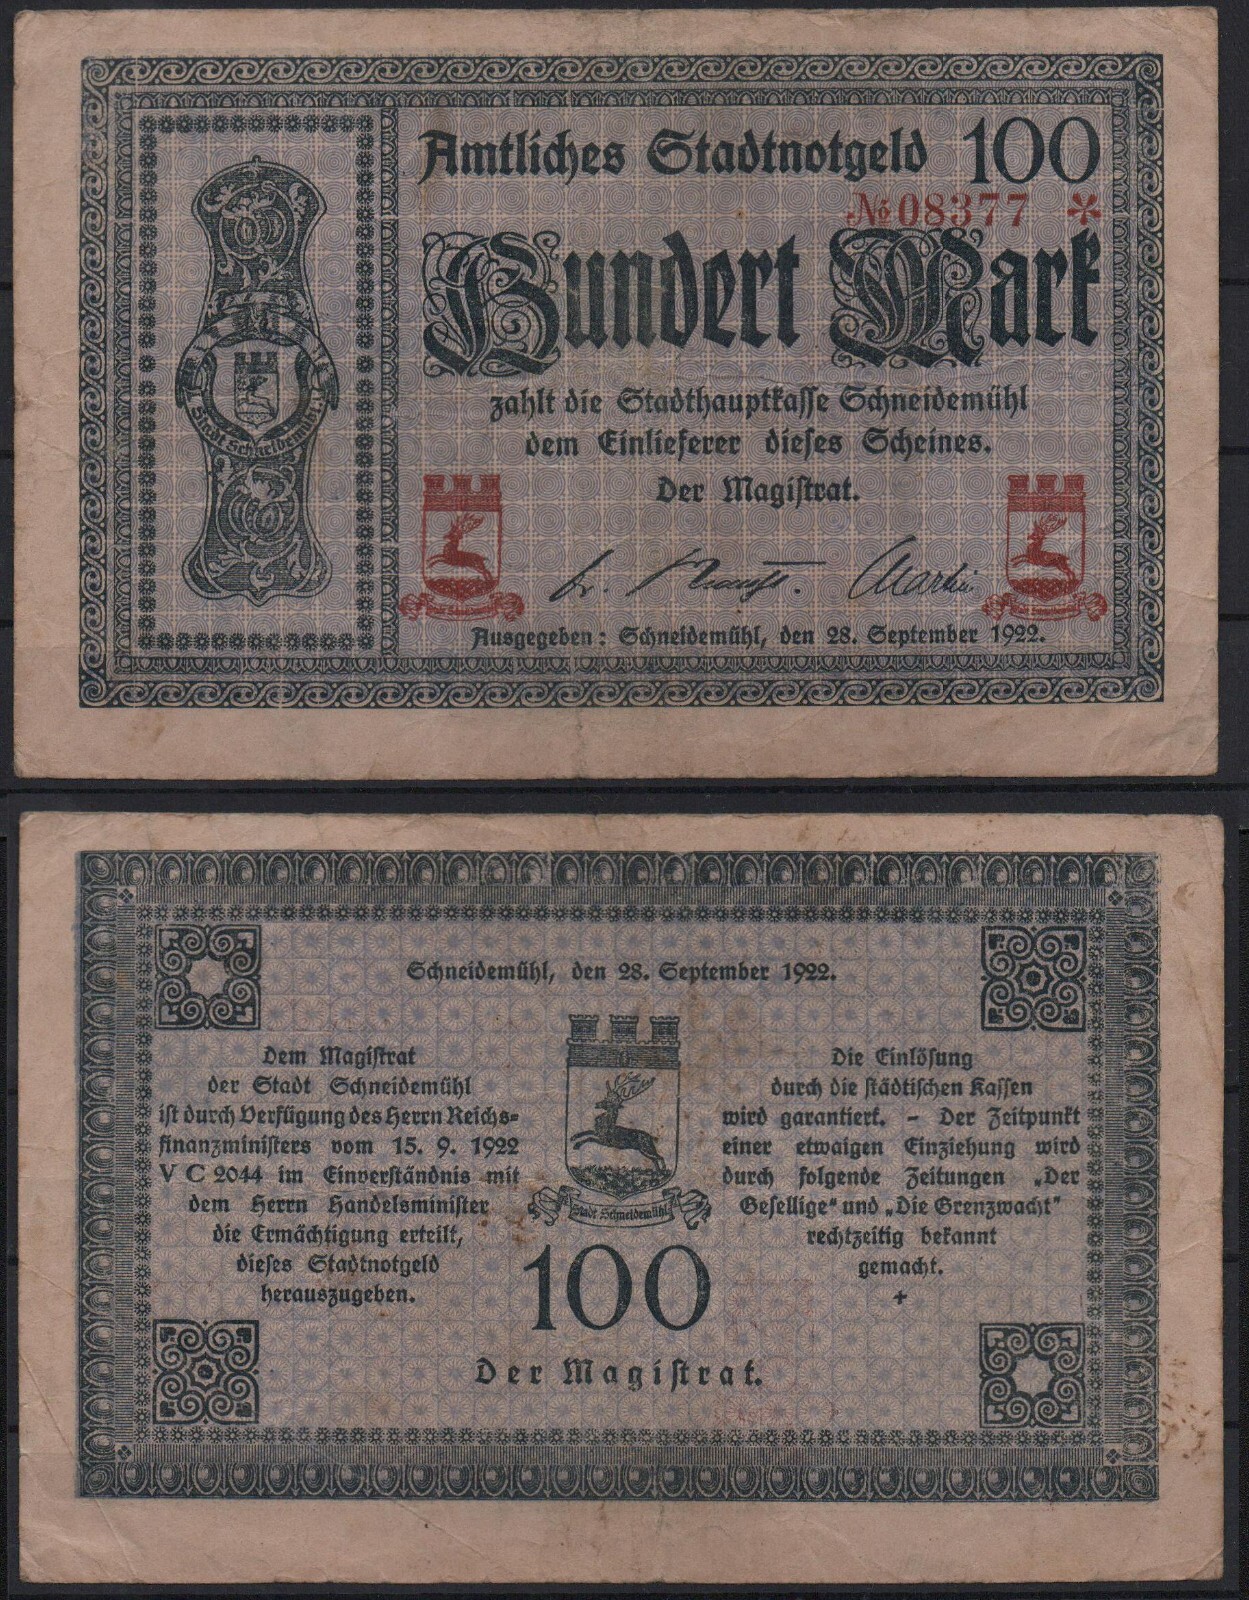 Amtliches Stadtnotgeld 100
№ 08377 *
Hundert Mark
zahlt die Stadthauptkasse Schneidemühl
dem Einlieferer dieses Scheines.
Der Magistrat.
Ausgegeben: Schneidemühl, den 28. September 1922.
Stadt Schneidemühl
Schneidemühl, den 28. September 1922.
Dem Magistrat
der Stadt Schneidemühl
ist durch Verfügung des Herrn Reichs-
finanzministers vom 15. 9. 1922
V C 2044 im Einverständnis mit
dem Herrn Handelsminister
die Ermächtigung erteilt,
dieses Stadtnotgeld
herauszugeben.
Stadt Schneidemühl
100
Die Einlösung
durch die städtischen Kassen
wird garantiert. - Der Zeitpunkt
einer etwaigen Einziehung wird
durch folgende Zeitungen „Der
Gesellige" und „Die Grenzwacht"
rechtzeitig bekannt
gemacht.
Der Magistrat.